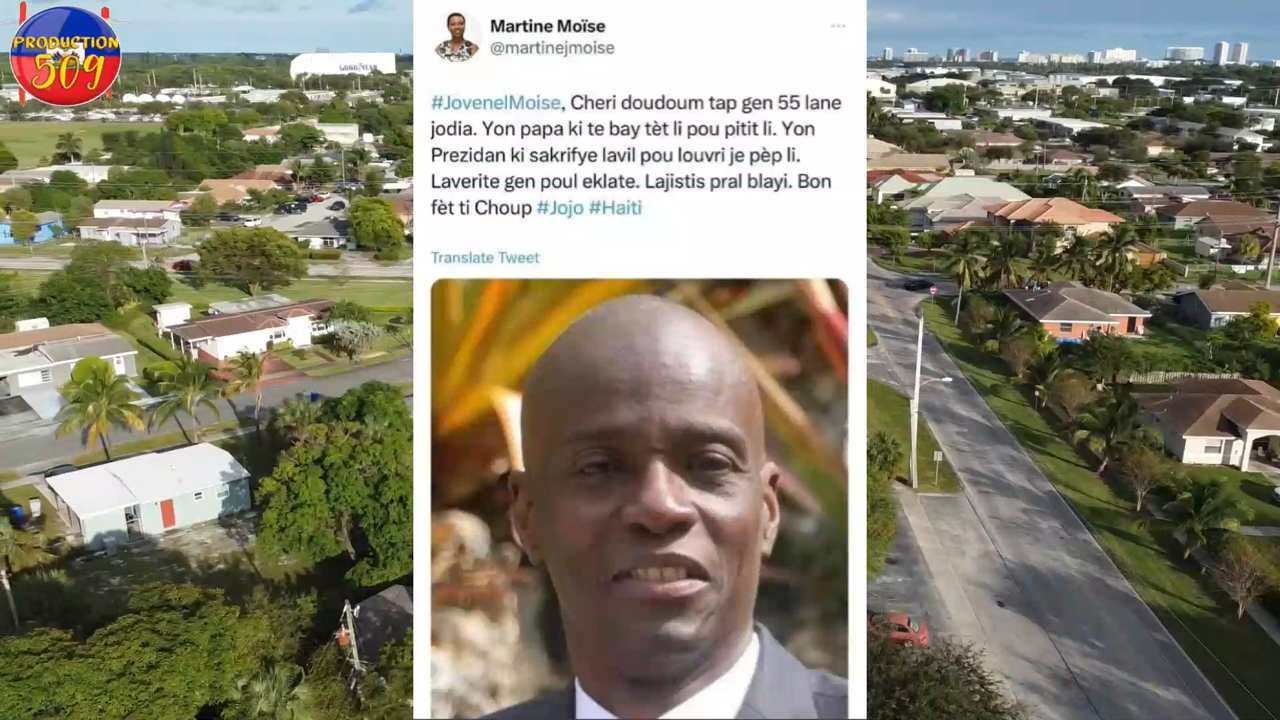 PRODUCTION
509
GOODYEAR
Martine Moïse
@martinejmoise
#JovenelMoise, Cheri doudoum tap gen 55 lane
jodia. Yon papa ki te bay tèt li pou pitit li. Yon
Prezidan ki sakrifye lavil pou louvri je pèp li.
Laverite gen poul eklate. Lajistis pral blayi. Bon
fèt ti Choup #Jojo #Haiti
Translate Tweet